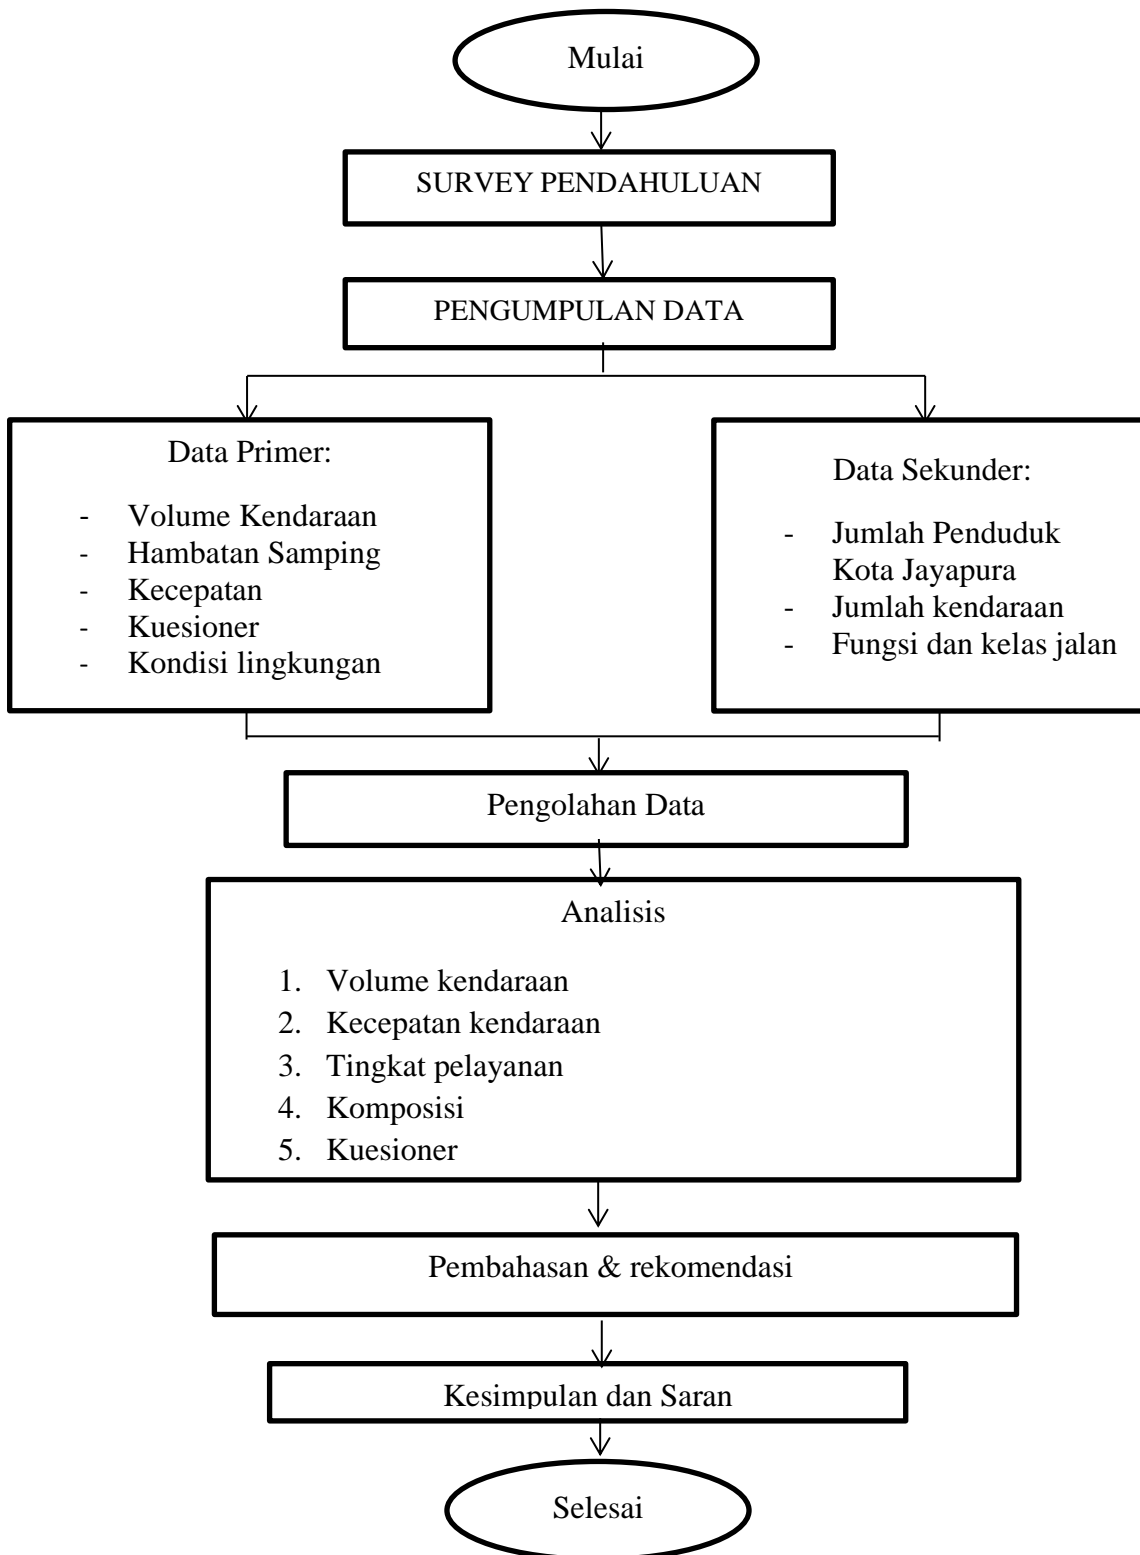 Mulai
SURVEY PENDAHULUAN
PENGUMPULAN DATA
Data Primer:
- Volume Kendaraan
- Hambatan Samping
- Kecepatan
- Kuesioner
- Kondisi lingkungan
Data Sekunder:
- Jumlah Penduduk
Kota Jayapura
- Jumlah kendaraan
- Fungsi dan kelas jalan
Pengolahan Data
Analisis
1. Volume kendaraan
2. Kecepatan kendaraan
3. Tingkat pelayanan
4. Komposisi
5. Kuesioner
Pembahasan & rekomendasi
Kesimpulan dan Saran
Selesai